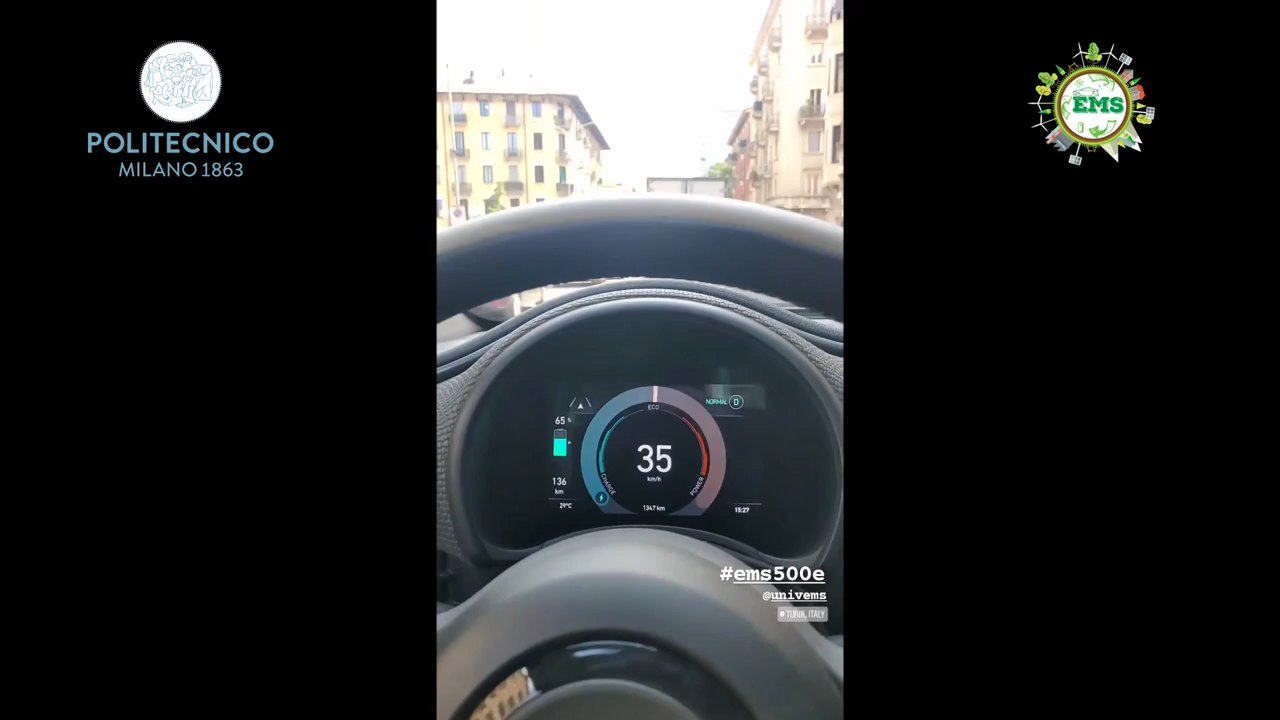 POLITECNICO
MILANO 1863
EMS
ECO
NORMAL D
65 %
35
km/h
CHARGE
POWER
136
km
29°C
1347 km
15:27
#ems500e
@univems
TURIN, ITALY